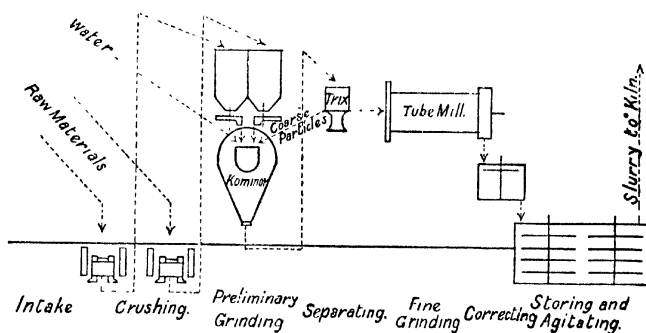 Water
Raw Materials
Coarse
Particles
Kominor
Trix
Tube Mill.
Slurry to Kiln.
Intake
Crushing.
Preliminary
Grinding
Separating.
Fine
Grinding
Correcting
Storing and
Agitating.